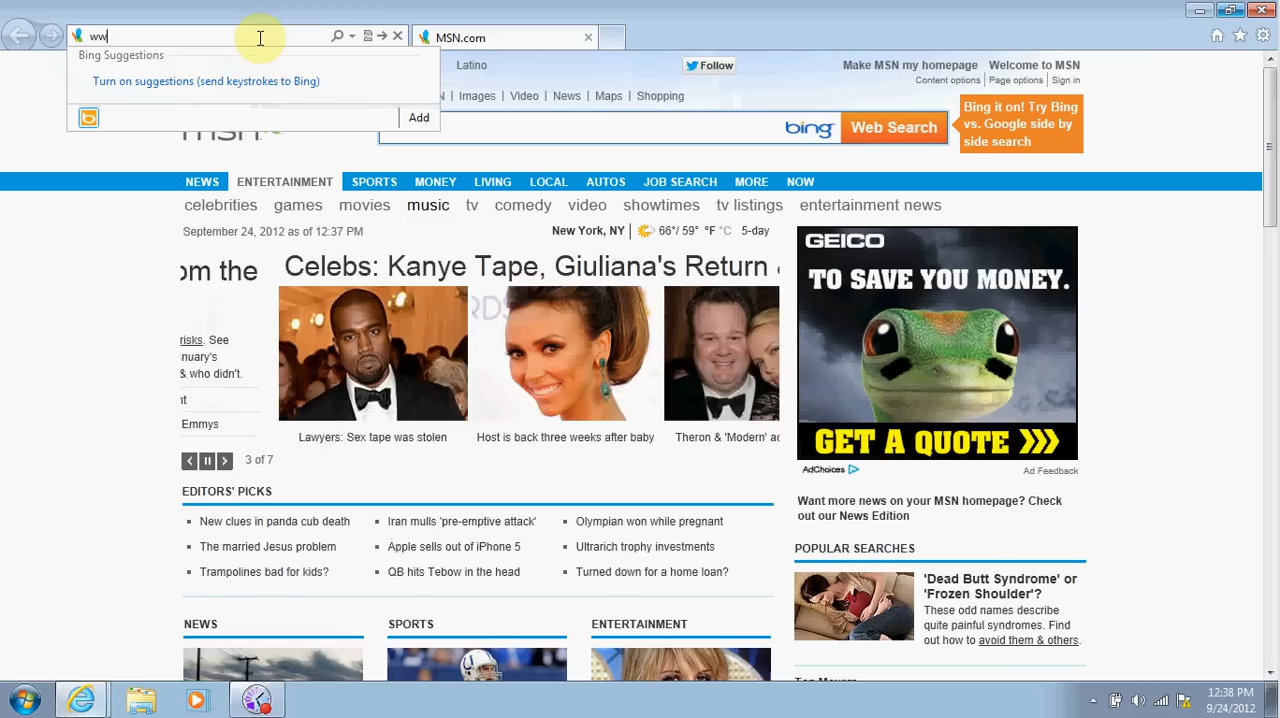 ww
MSN.com
Bing Suggestions
Turn on suggestions (send keystrokes to Bing)
Add
Latino
Follow
Make MSN my homepage
Welcome to MSN
Content options
Page options
Sign in
Images
Video
News
Maps
Shopping
bing
Web Search
Bing it on! Try Bing
vs. Google side by
side search
NEWS
ENTERTAINMENT
SPORTS
MONEY
LIVING
LOCAL
AUTOS
JOB SEARCH
MORE
NOW
celebrities
games
movies
music
tv
comedy
video
showtimes
tv listings
entertainment news
September 24, 2012 as of 12:37 PM
New York, NY
66°/ 59° °F °C
5-day
om the
Celebs: Kanye Tape, Giuliana's Return &
risks. See
nuary's
& who didn't.
nt
Emmys
Lawyers: Sex tape was stolen
Host is back three weeks after baby
Theron & 'Modern'
3 of 7
GEICO
TO SAVE YOU MONEY.
GET A QUOTE >>>
AdChoices
Ad Feedback
Want more news on your MSN homepage? Check
out our News Edition
EDITORS' PICKS
New clues in panda cub death
Iran mulls 'pre-emptive attack'
Olympian won while pregnant
The married Jesus problem
Apple sells out of iPhone 5
Ultrarich trophy investments
Trampolines bad for kids?
QB hits Tebow in the head
Turned down for a home loan?
POPULAR SEARCHES
'Dead Butt Syndrome' or
'Frozen Shoulder'?
These odd names describe
quite painful syndromes. Find
out how to avoid them & others.
NEWS
SPORTS
ENTERTAINMENT
12:38 PM
9/24/2012